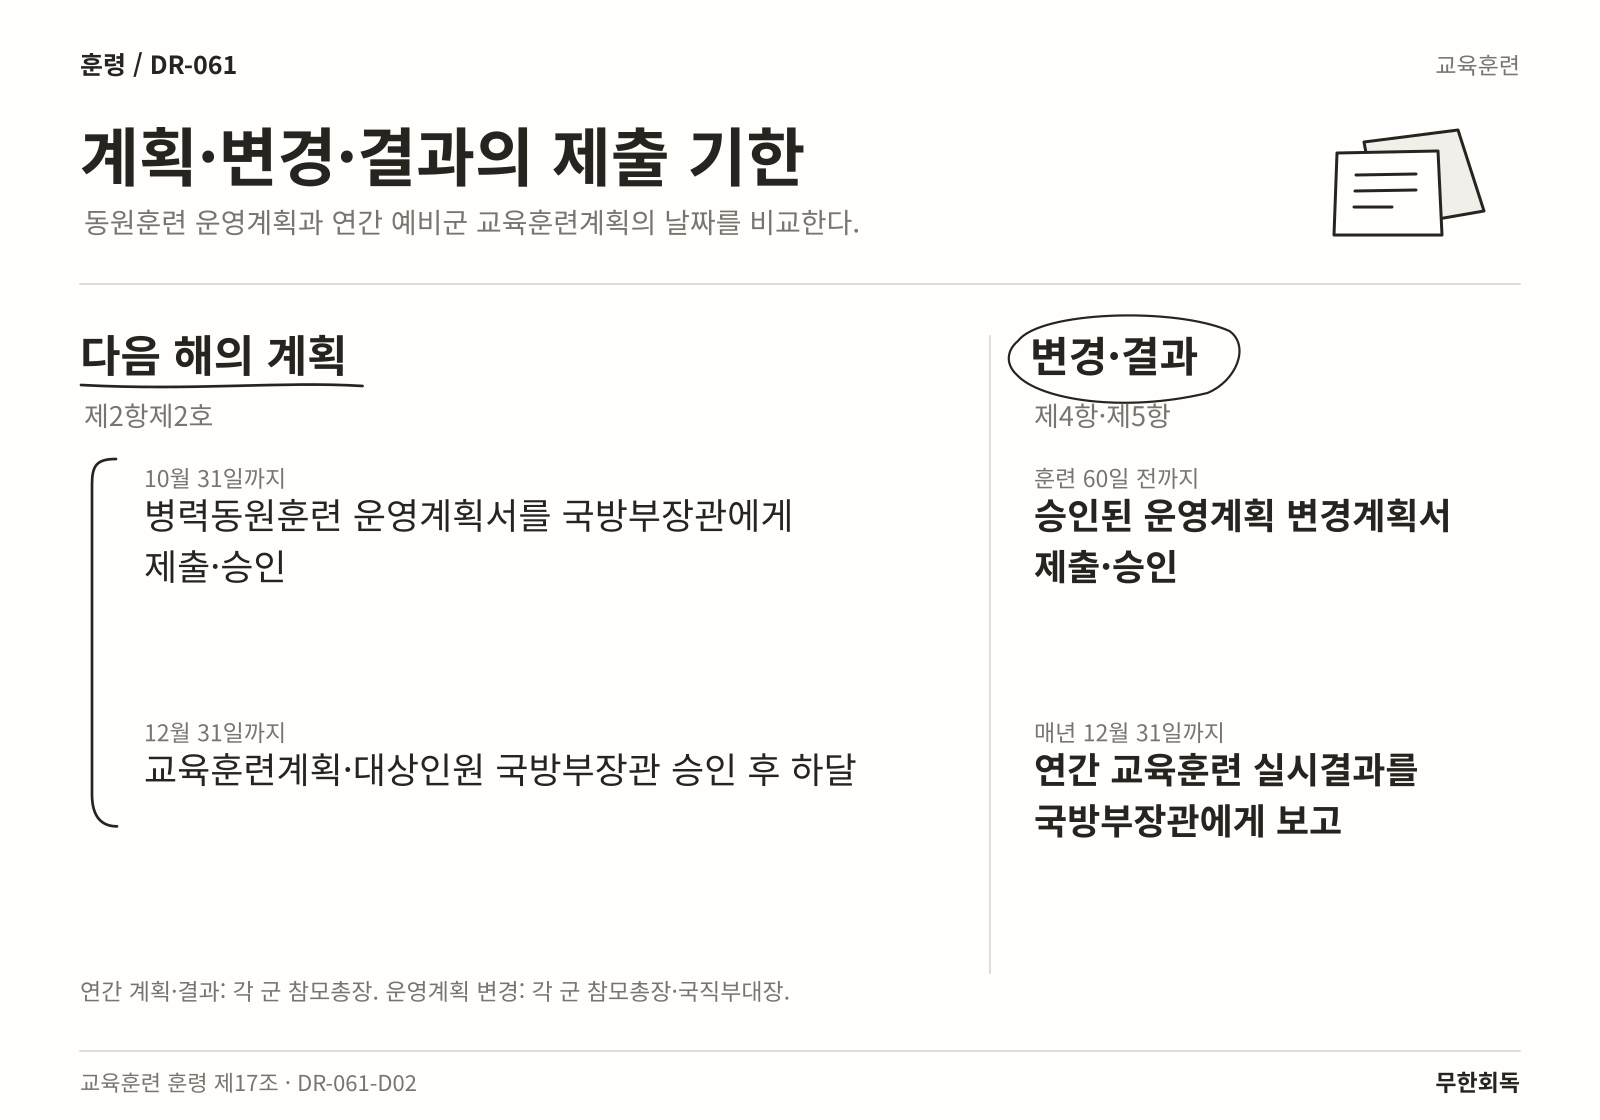 훈령 / DR-061
교육훈련
계획·변경·결과의 제출 기한
동원훈련 운영계획과 연간 예비군 교육훈련계획의 날짜를 비교한다.
다음 해의 계획
제2항제2호
10월 31일까지
병력동원훈련 운영계획서를 국방부장관에게
제출·승인
12월 31일까지
교육훈련계획·대상인원 국방부장관 승인 후 하달
변경·결과
제4항·제5항
훈련 60일 전까지
승인된 운영계획 변경계획서
제출·승인
매년 12월 31일까지
연간 교육훈련 실시결과를
국방부장관에게 보고
연간 계획·결과: 각 군 참모총장. 운영계획 변경: 각 군 참모총장·국직부대장.
교육훈련 훈령 제17조 · DR-061-D02
무한회독